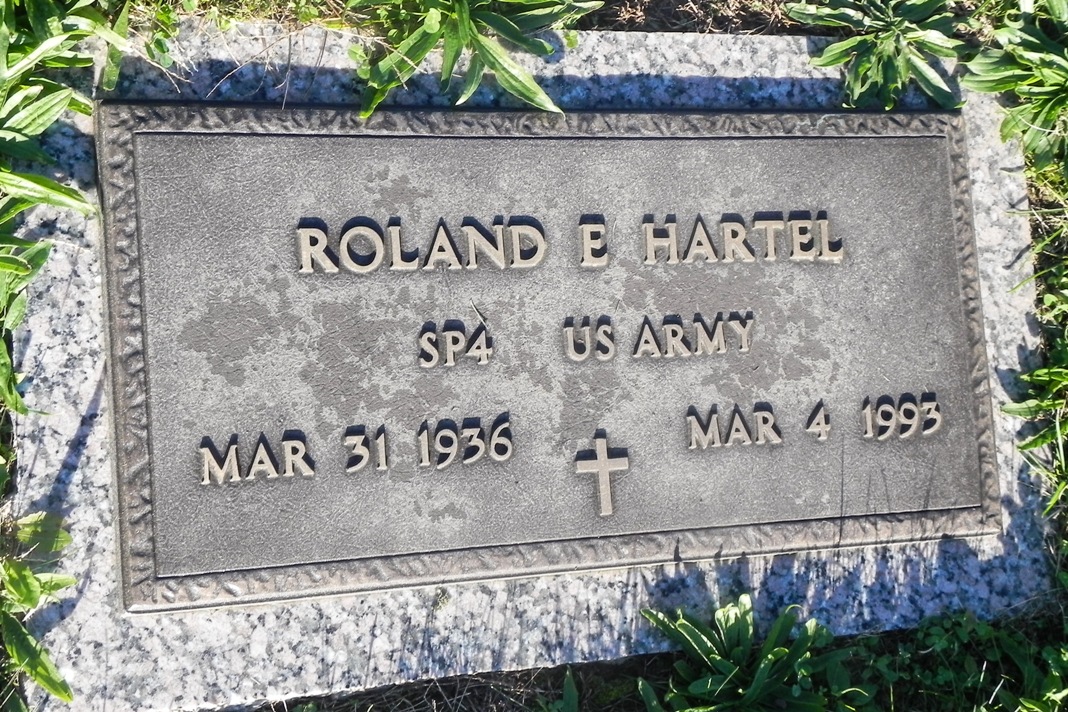 ROLAND E HARTEL
SP4 US ARMY
MAR 31 1936 MAR 4 1993